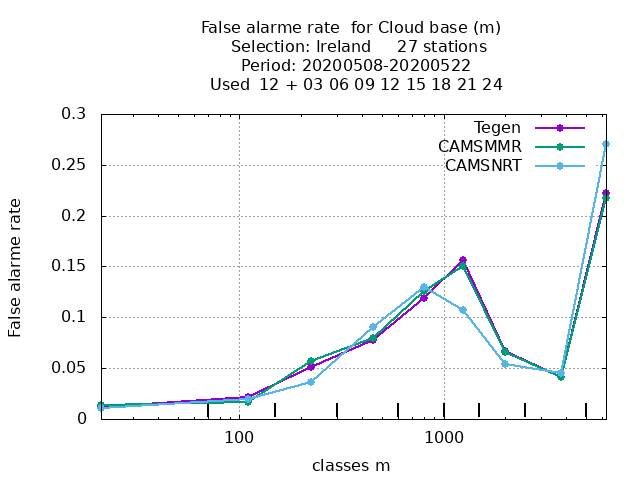 False alarme rate  for Cloud base (m)
Selection: Ireland     27 stations
Period: 20200508-20200522
Used  12 + 03 06 09 12 15 18 21 24
0.3
0.25
0.2
0.15
0.1
0.05
0
False alarme rate
Tegen
CAMSMMR
CAMSNRT
100
1000
classes m